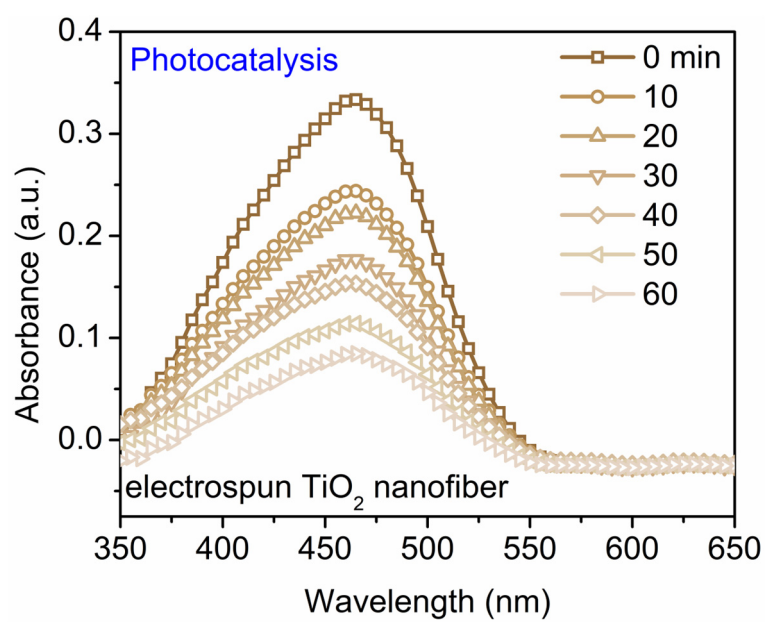 Photocatalysis
0 min
10
20
30
40
50
60
electrospun TiO₂ nanofiber
Absorbance (a.u.)
0.4
0.3
0.2
0.1
0.0
350 400 450 500 550 600 650
Wavelength (nm)